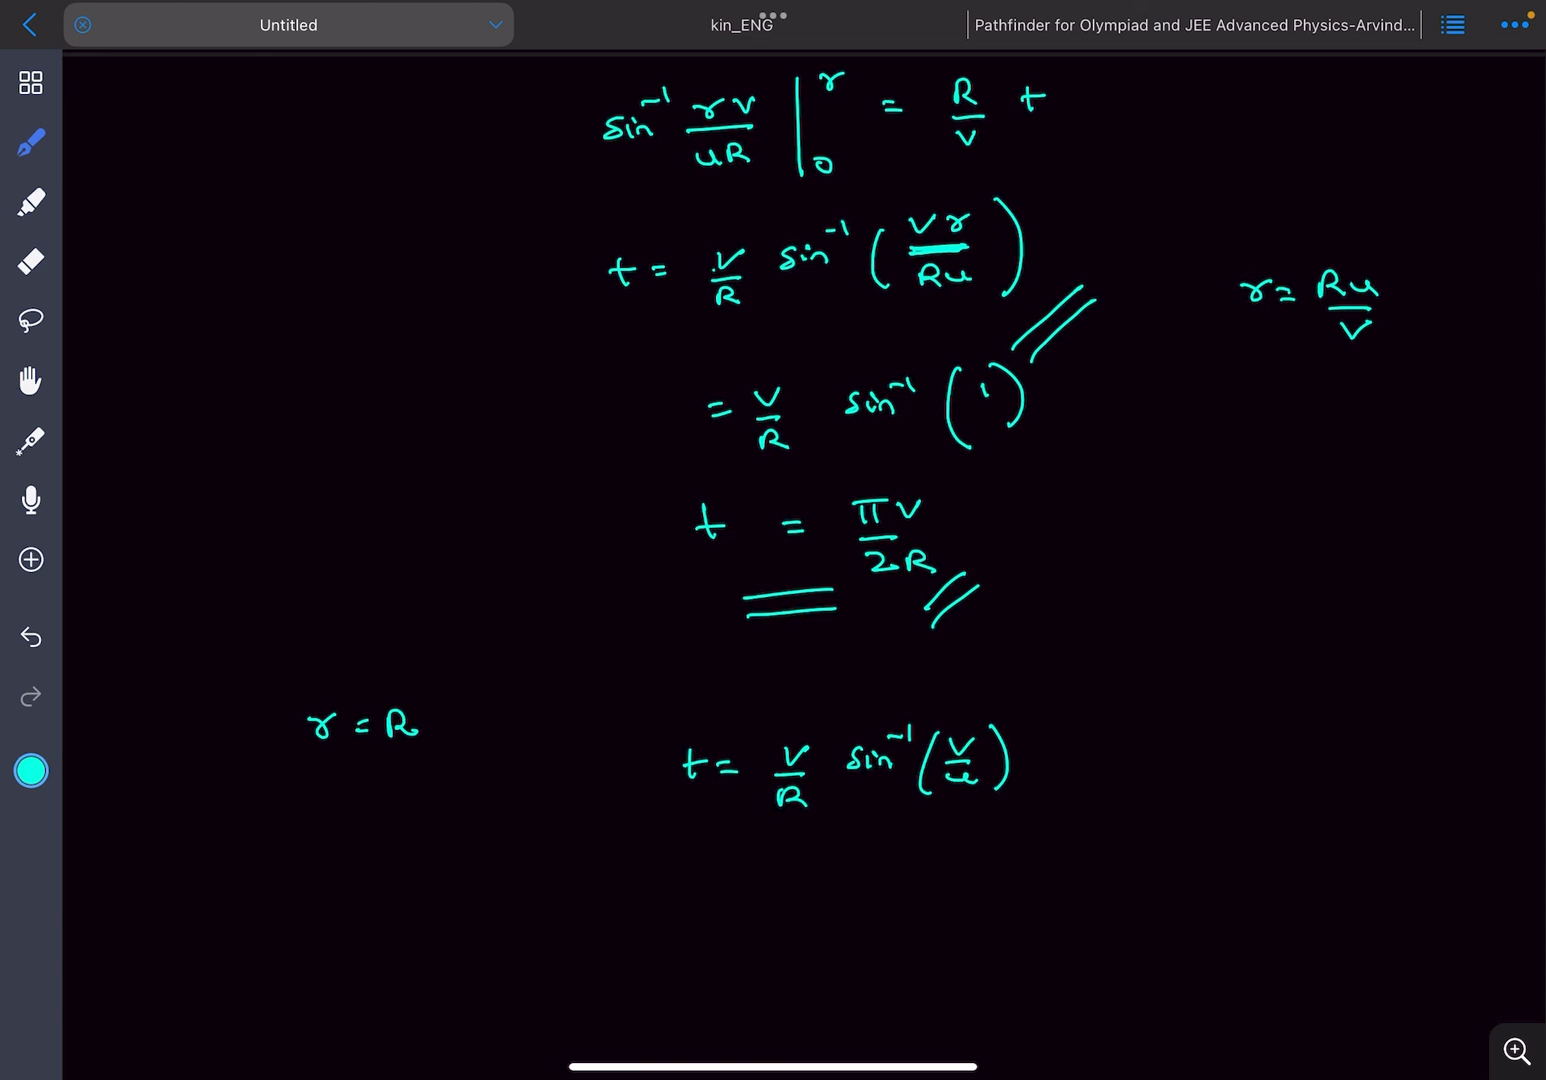 Untitled
kin_ENG
Pathfinder for Olympiad and JEE Advanced Physics-Arvind...
sin⁻¹ rv/uR |₀ʳ = R/v t
t = v/R sin⁻¹ (vr/Ru)
r = Ru/v
= v/R sin⁻¹ (1)
t = πv/2R
r = R
t = v/R sin⁻¹ (v/u)